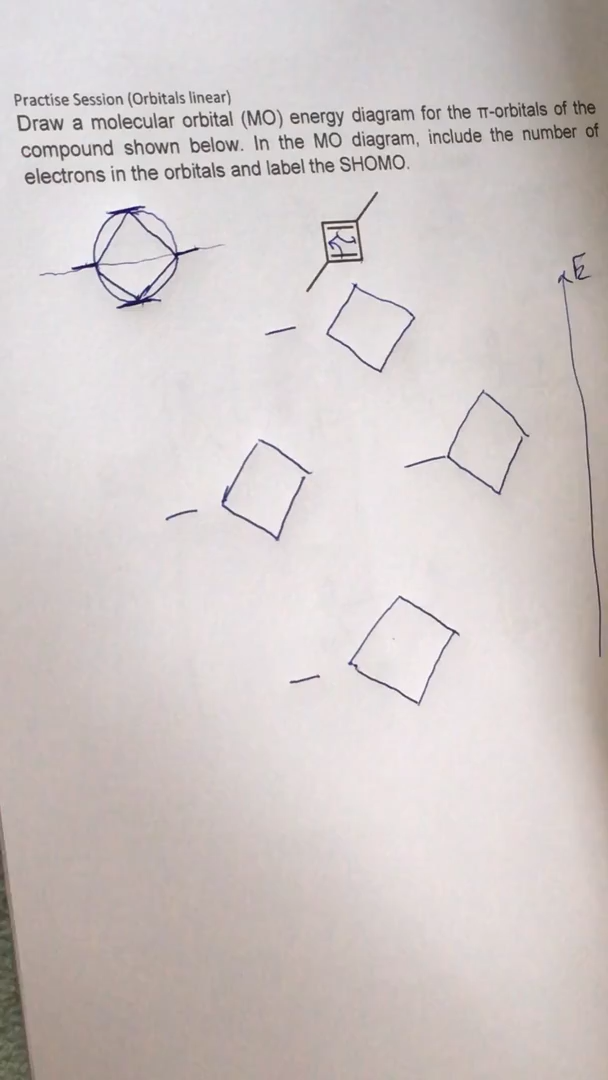 Practise Session (Orbitals linear)
Draw a molecular orbital (MO) energy diagram for the π-orbitals of the
compound shown below. In the MO diagram, include the number of
electrons in the orbitals and label the SHOMO.
E